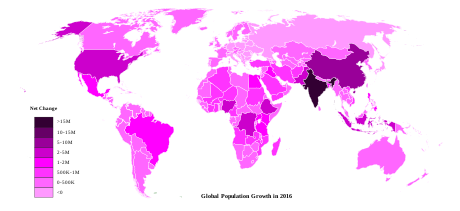 Net Change
>15M
10-15M
5-10M
2-5M
1-2M
500K-1M
0-500K
<0
Global Population Growth in 2016